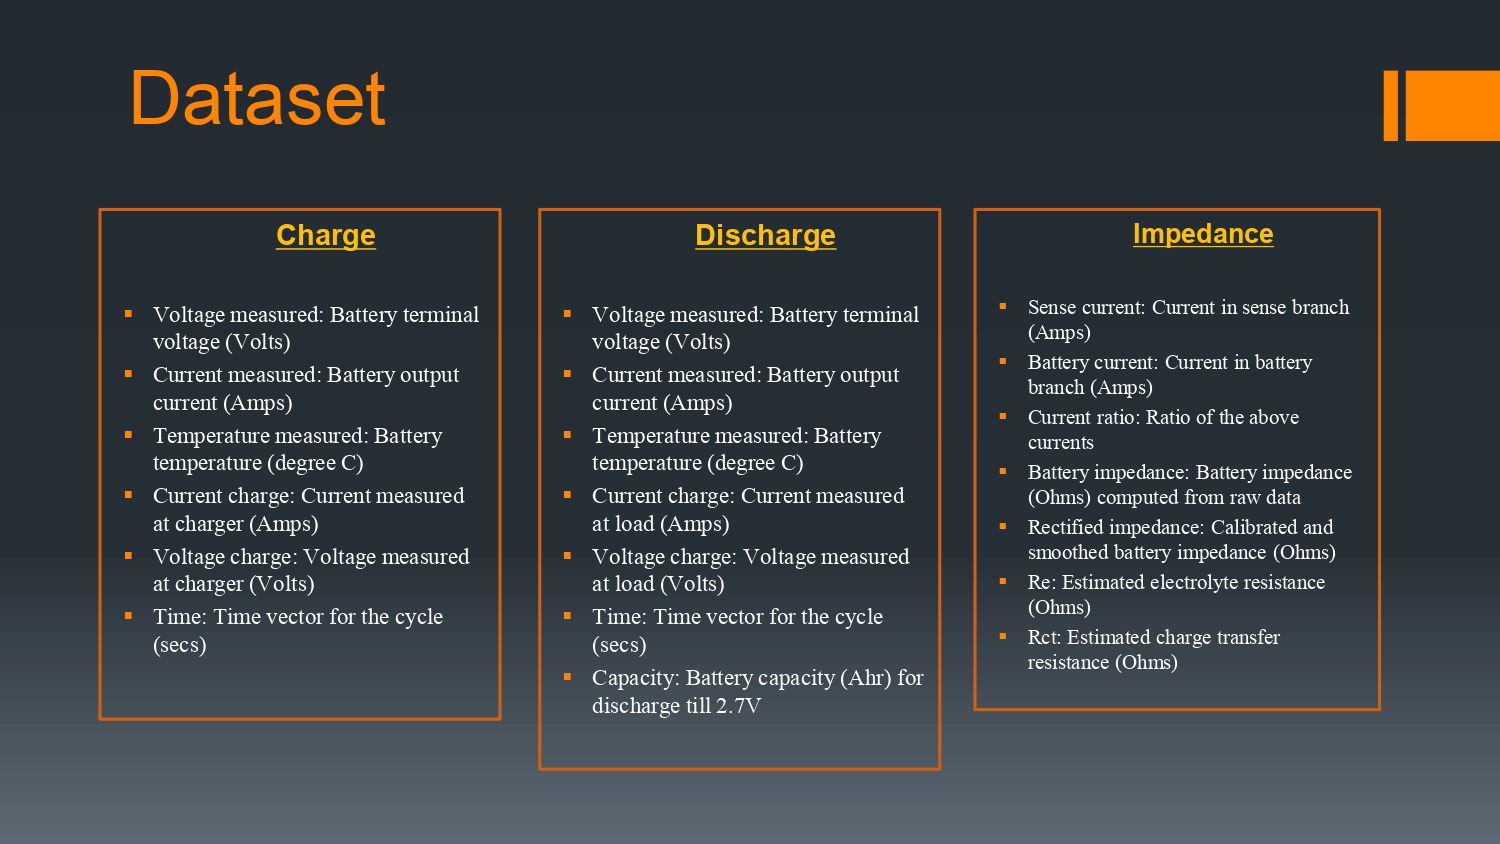 Dataset
Charge
Voltage measured: Battery terminal
voltage (Volts)
Current measured: Battery output
current (Amps)
Temperature measured: Battery
temperature (degree C)
Current charge: Current measured
at charger (Amps)
Voltage charge: Voltage measured
at charger (Volts)
Time: Time vector for the cycle
(secs)
Discharge
Voltage measured: Battery terminal
voltage (Volts)
Current measured: Battery output
current (Amps)
Temperature measured: Battery
temperature (degree C)
Current charge: Current measured
at load (Amps)
Voltage charge: Voltage measured
at load (Volts)
Time: Time vector for the cycle
(secs)
Capacity: Battery capacity (Ahr) for
discharge till 2.7V
Impedance
Sense current: Current in sense branch
(Amps)
Battery current: Current in battery
branch (Amps)
Current ratio: Ratio of the above
currents
Battery impedance: Battery impedance
(Ohms) computed from raw data
Rectified impedance: Calibrated and
smoothed battery impedance (Ohms)
Re: Estimated electrolyte resistance
(Ohms)
Rct: Estimated charge transfer
resistance (Ohms)